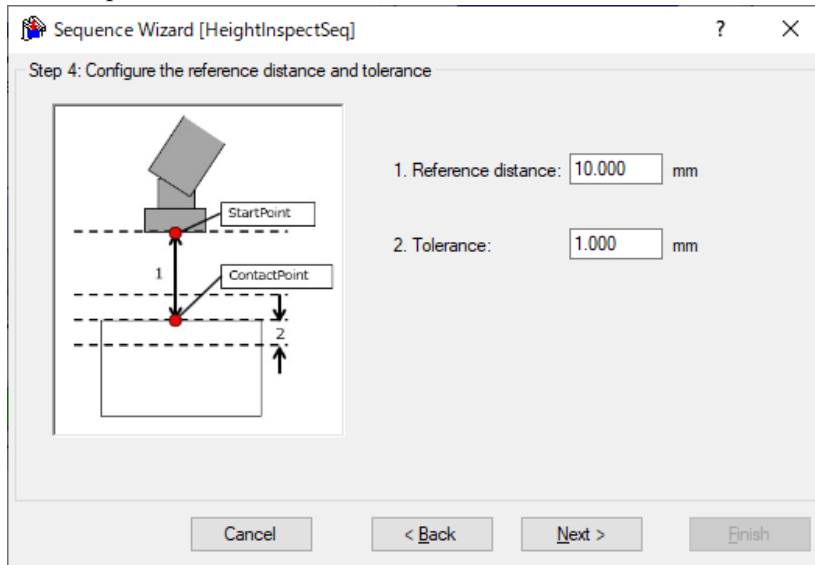 Sequence Wizard [HeightInspectSeq]
?
Step 4: Configure the reference distance and tolerance
StartPoint
1
ContactPoint
2
1. Reference distance: 10.000 mm
2. Tolerance: 1.000 mm
Cancel
< Back
Next >
Finish